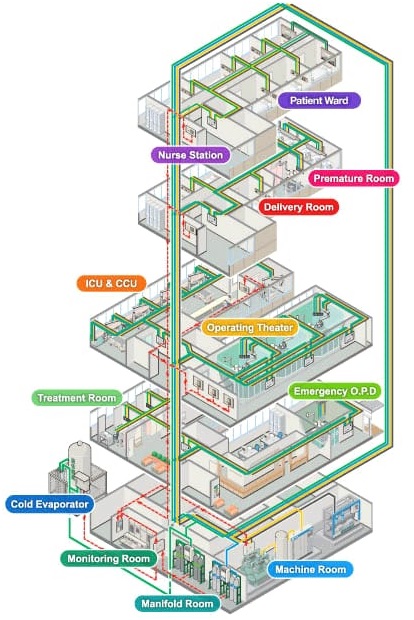 Patient Ward
Nurse Station
Premature Room
Delivery Room
ICU & CCU
Operating Theater
Emergency O.P.D
Treatment Room
Cold Evaporator
Monitoring Room
Machine Room
Manifold Room